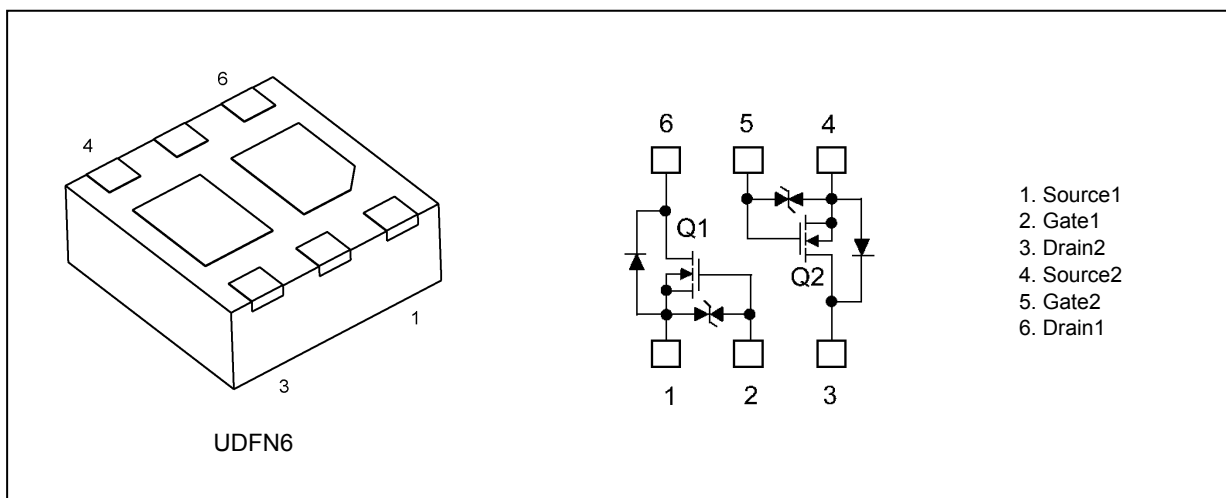 6
4
1
3
UDFN6
6 5 4
Q1
Q2
1 2 3
1. Source1
2. Gate1
3. Drain2
4. Source2
5. Gate2
6. Drain1